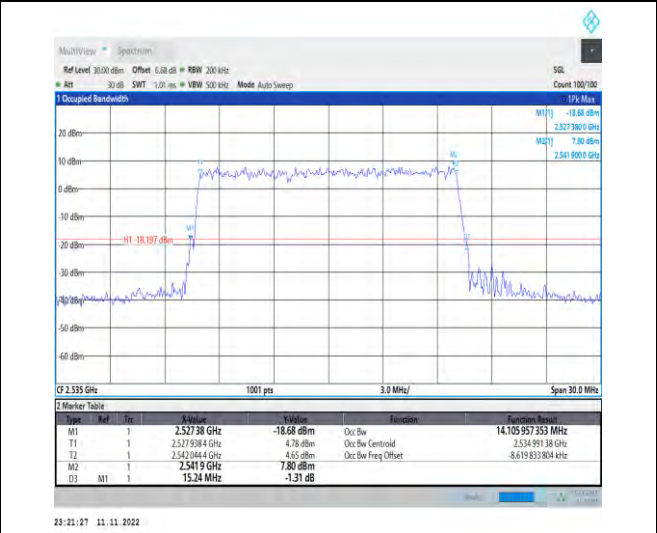 MultiView Spectrum
Ref Level 30.00 dBm Offset 6.68 dB RBW 200 kHz SGL
Att 30 dB SWT 1.01 ms VBW 500 kHz Mode Auto Sweep Count 100/100
1 Occupied Bandwidth 1Pk Max
M1[1] -18.68 dBm
2.527 380 0 GHz
20 dBm M2[1] 7.80 dBm
2.541 900 0 GHz
M2
10 dBm T1
0 dBm
-10 dBm
M1
H1 -18.197 dBm
-20 dBm
-30 dBm
-40 dBm
-50 dBm
-60 dBm
CF 2.535 GHz 1001 pts 3.0 MHz/ Span 30.0 MHz
2 Marker Table
Type Ref Trc X-Value Y-Value Function Function Result
M1 1 2.527 38 GHz -18.68 dBm Occ Bw 14.105 957 353 MHz
T1 1 2.527 938 4 GHz 4.78 dBm Occ Bw Centroid 2.534 991 38 GHz
T2 1 2.542 044 4 GHz 4.65 dBm Occ Bw Freq Offset -8.619 833 804 kHz
M2 1 2.541 9 GHz 7.80 dBm
D3 M1 1 15.24 MHz -1.31 dB
23:21:27 11.11.2022